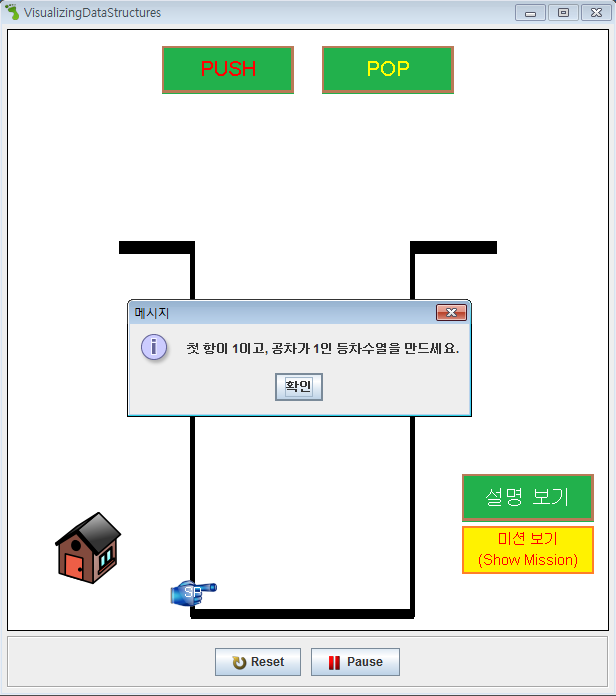 VisualizingDataStructures
PUSH
POP
메시지
첫 항이 1이고, 공차가 1인 등차수열을 만드세요.
확인
설명 보기
미션 보기
(Show Mission)
SP
Reset
Pause